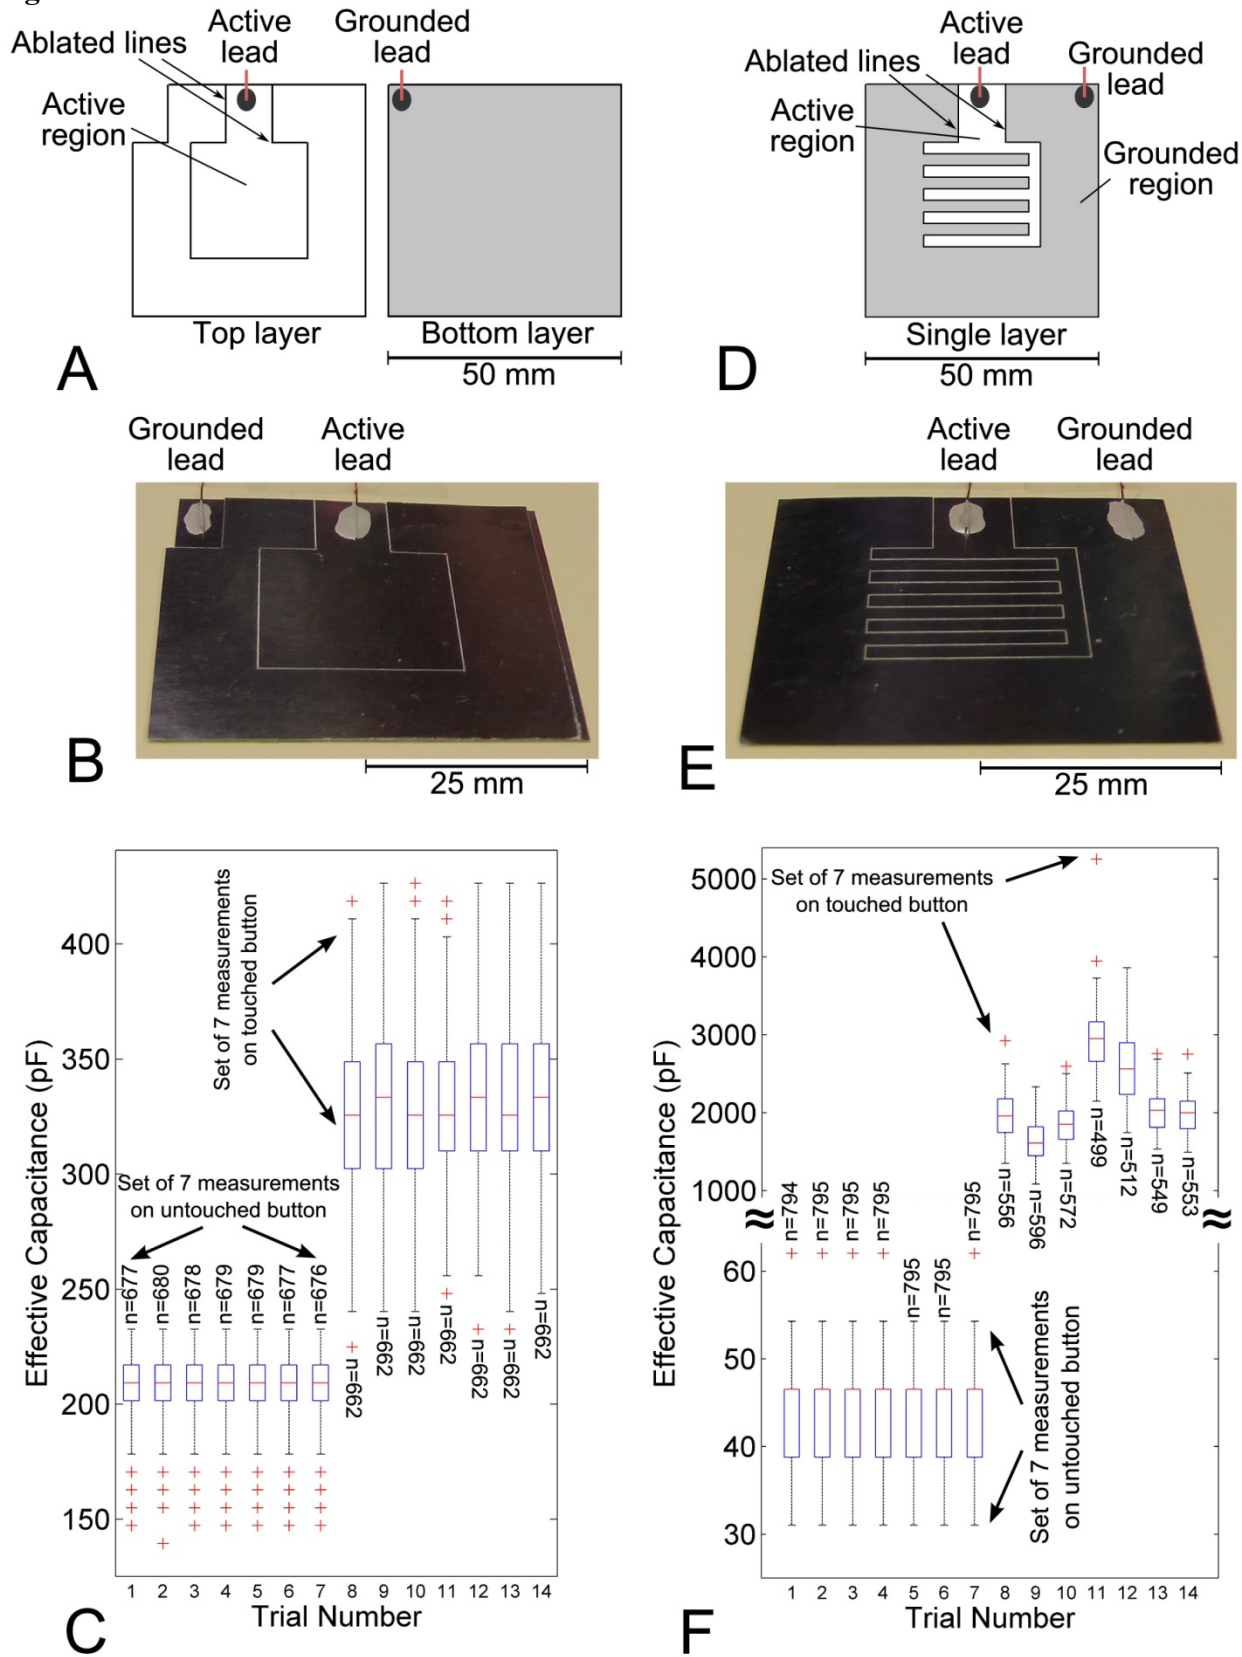 Active
lead
Grounded
lead
Ablated lines
Active
region
Top layer
Bottom layer
50 mm
A
Active
lead
Grounded
lead
Ablated lines
Active
region
Grounded
region
Single layer
50 mm
D
Grounded
lead
Active
lead
25 mm
B
Active
lead
Grounded
lead
25 mm
E
Effective Capacitance (pF)
400
350
300
250
200
150
Set of 7 measurements
on touched button
Set of 7 measurements
on untouched button
n=677
n=680
n=678
n=679
n=679
n=677
n=676
n=662
n=662
n=662
n=662
n=662
n=662
n=662
1 2 3 4 5 6 7 8 9 10 11 12 13 14
Trial Number
C
Effective Capacitance (pF)
5000
4000
3000
2000
1000
60
50
40
30
Set of 7 measurements
on touched button
n=794
n=795
n=795
n=795
n=795
n=795
n=795
n=556
n=596
n=572
n=499
n=512
n=549
n=553
Set of 7 measurements
on untouched button
1 2 3 4 5 6 7 8 9 10 11 12 13 14
Trial Number
F